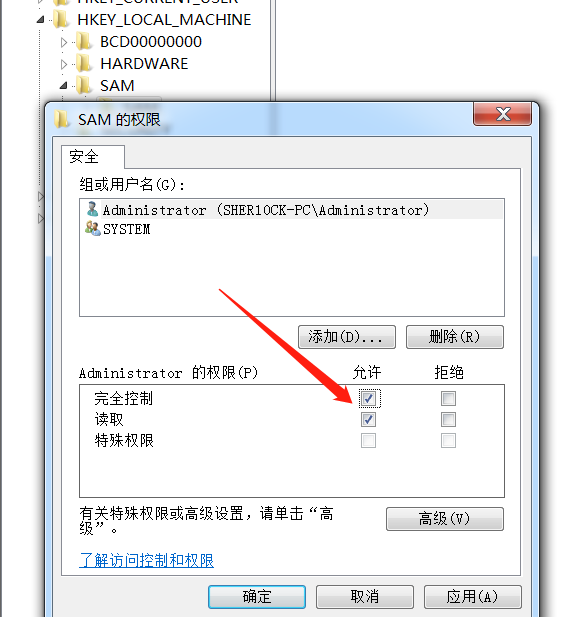 HKEY_CURRENT_USER
HKEY_LOCAL_MACHINE
BCD00000000
HARDWARE
SAM
SAM 的权限
安全
组或用户名(G):
Administrator (SHER10CK-PC\Administrator)
SYSTEM
添加(D)... 删除(R)
Administrator 的权限(P) 允许 拒绝
完全控制
读取
特殊权限
有关特殊权限或高级设置，请单击“高
级”。
高级(V)
了解访问控制和权限
确定 取消 应用(A)